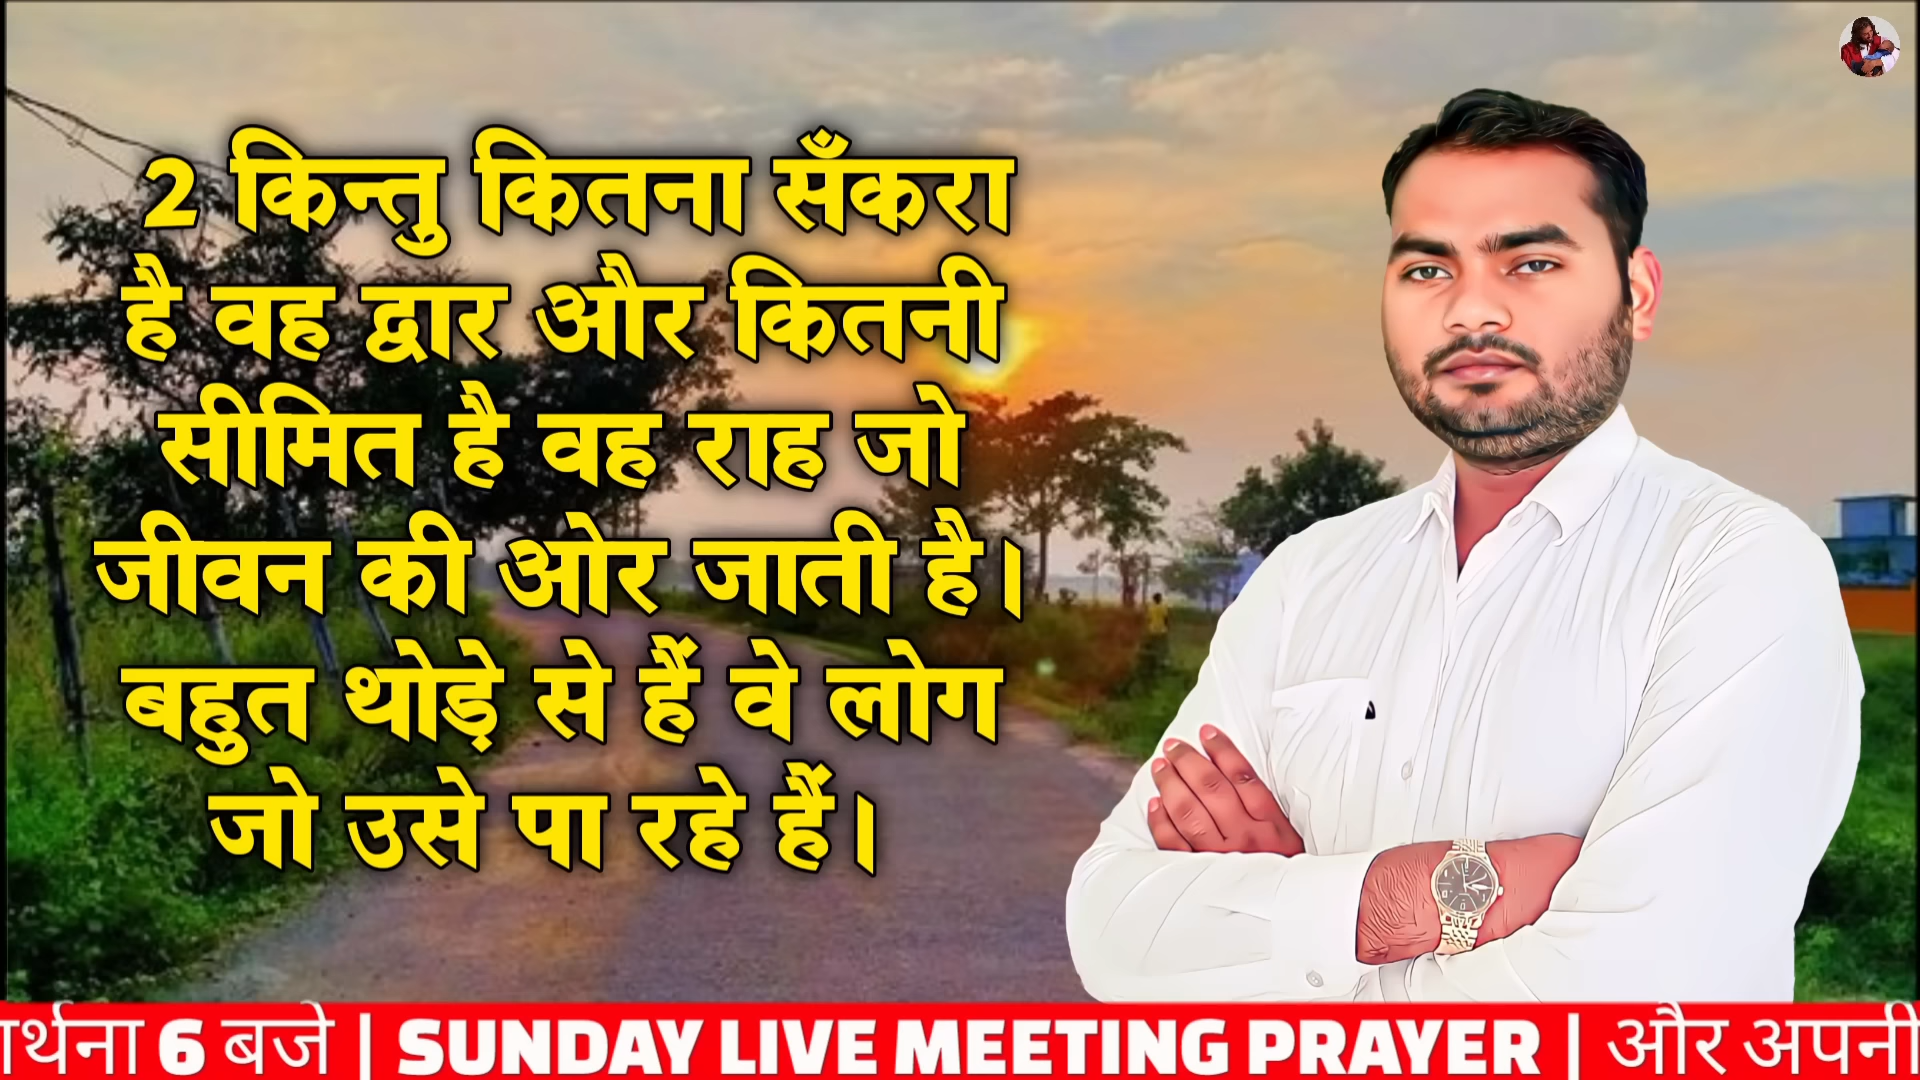 2 किन्तु कितना सँकरा
है वह द्वार और कितनी
सीमित है वह राह जो
जीवन की ओर जाती है।
बहुत थोड़े से हैं वे लोग
जो उसे पा रहे हैं।
र्थना 6 बजे | SUNDAY LIVE MEETING PRAYER | और अपनी